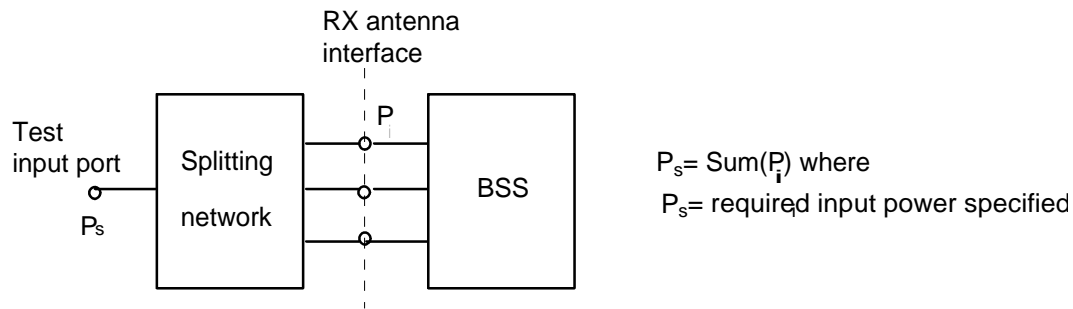 RX antenna
interface
Test
input port
Ps
Splitting
network
Pi
BSS
Ps= Sum(Pi) where
Ps= required input power specified